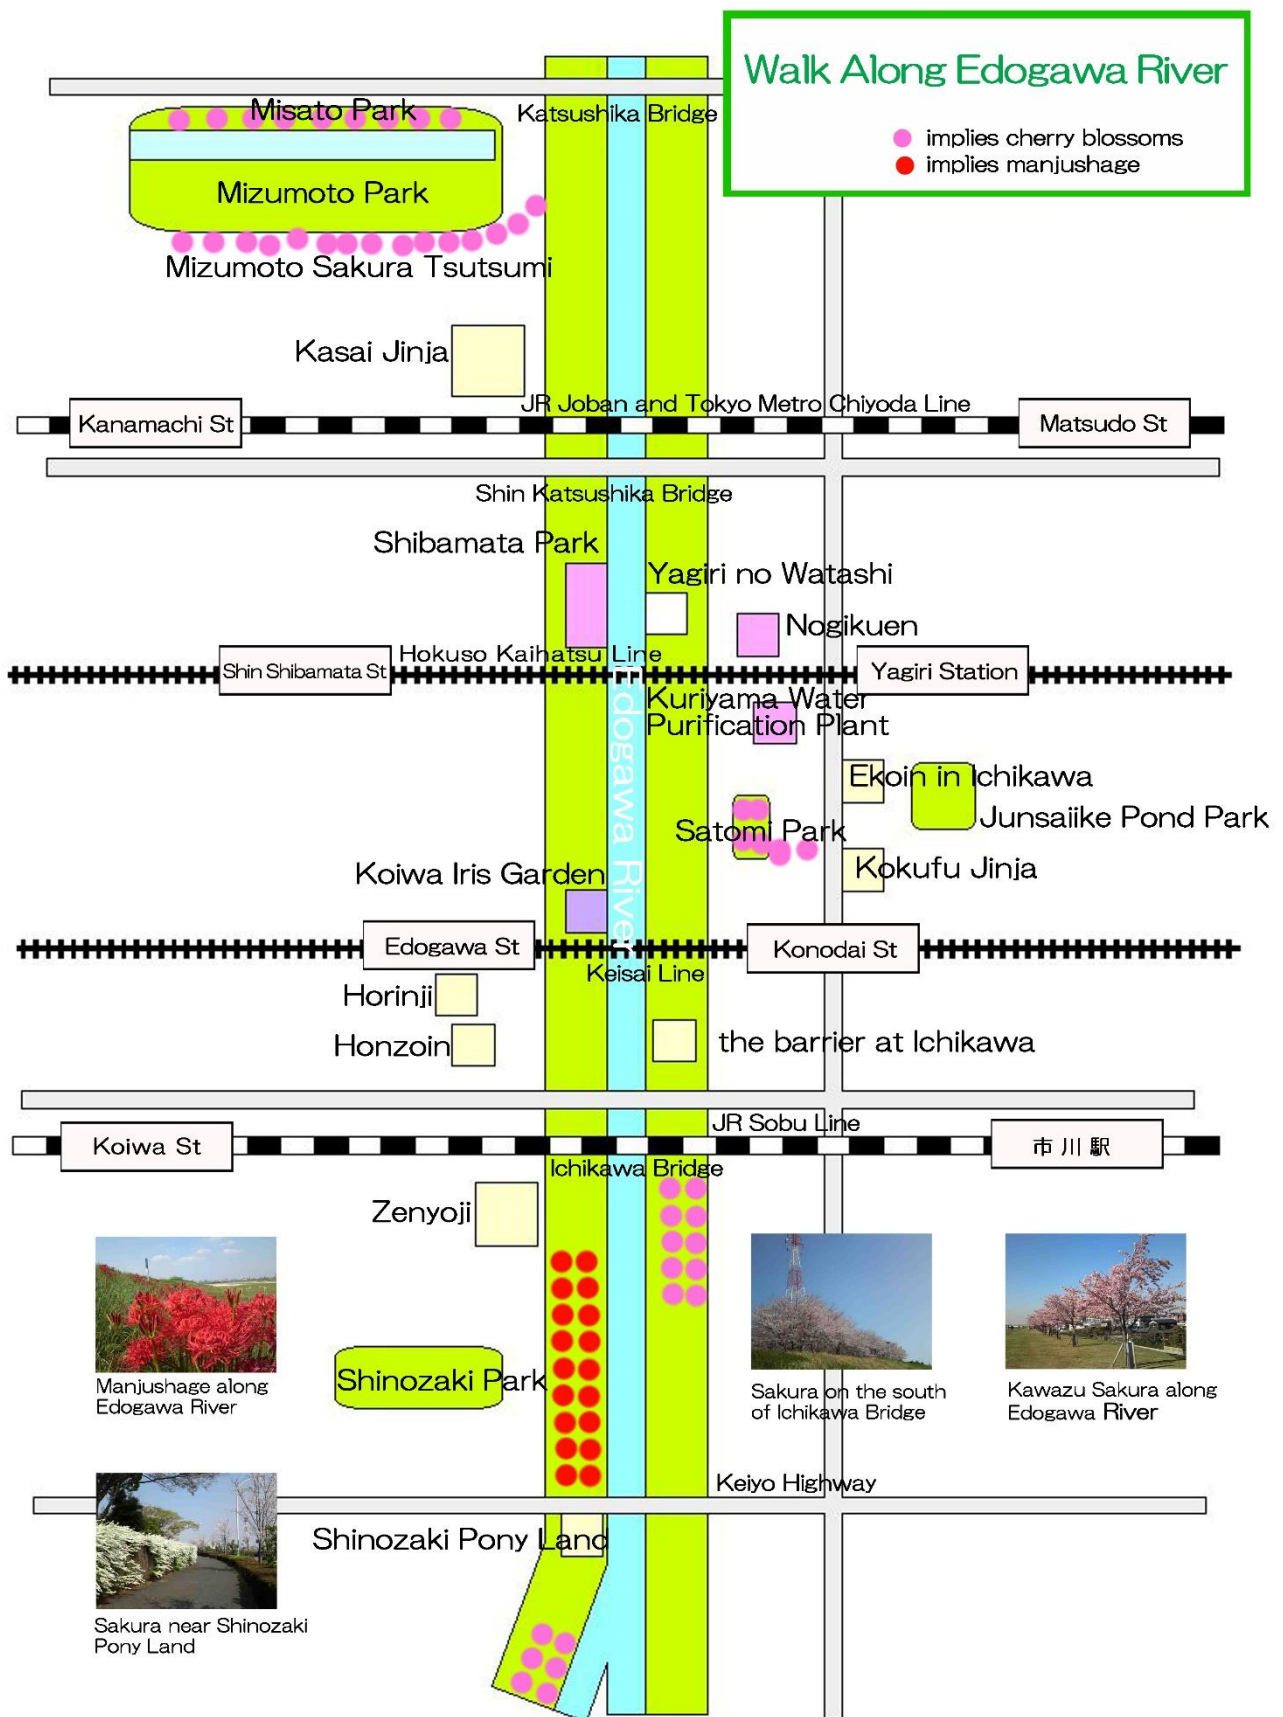 Walk Along Edogawa River
implies cherry blossoms
implies manjushage
Katsushika Bridge
Misato Park
Mizumoto Park
Mizumoto Sakura Tsutsumi
Kasai Jinja
JR Joban and Tokyo Metro Chiyoda Line
Kanamachi St
Matsudo St
Shin Katsushika Bridge
Shibamata Park
Yagiri no Watashi
Nogikuen
Hokuso Kaihatsu Line
Shin Shibamata St
Yagiri Station
Edogawa River
Kuriyama Water
Purification Plant
Ekoin in Ichikawa
Junsaiike Pond Park
Satomi Park
Kokufu Jinja
Koiwa Iris Garden
Edogawa St
Konodai St
Keisai Line
Horinji
Honzoin
the barrier at Ichikawa
JR Sobu Line
Koiwa St
市川駅
Ichikawa Bridge
Zenyoji
Manjushage along
Edogawa River
Shinozaki Park
Sakura on the south
of Ichikawa Bridge
Kawazu Sakura along
Edogawa River
Keiyo Highway
Shinozaki Pony Land
Sakura near Shinozaki
Pony Land